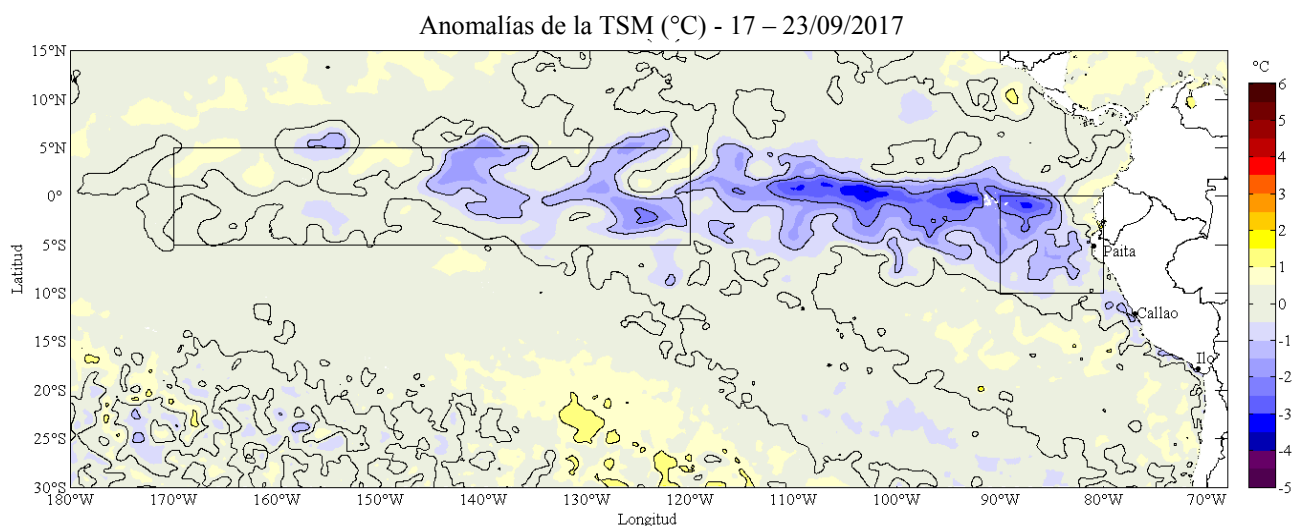 Anomalías de la TSM (°C) - 17 – 23/09/2017
°C
15°N
10°N
5°N
0°
5°S
10°S
15°S
20°S
25°S
30°S
Latitud
Paita
Callao
Ilo
6
5
4
3
2
1
0
-1
-2
-3
-4
-5
180°W
170°W
160°W
150°W
140°W
130°W
120°W
110°W
100°W
90°W
80°W
70°W
Longitud